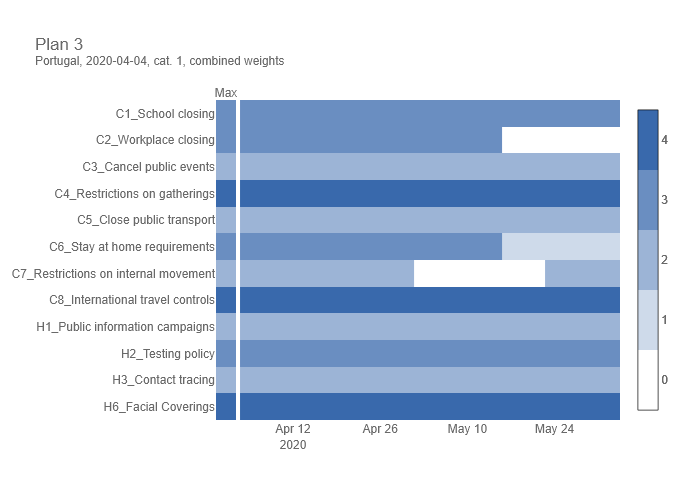 Plan 3
Portugal, 2020-04-04, cat. 1, combined weights
Max
C1_School closing
C2_Workplace closing
C3_Cancel public events
C4_Restrictions on gatherings
C5_Close public transport
C6_Stay at home requirements
C7_Restrictions on internal movement
C8_International travel controls
H1_Public information campaigns
H2_Testing policy
H3_Contact tracing
H6_Facial Coverings
Apr 12 Apr 26 May 10 May 24
2020
4
3
2
1
0